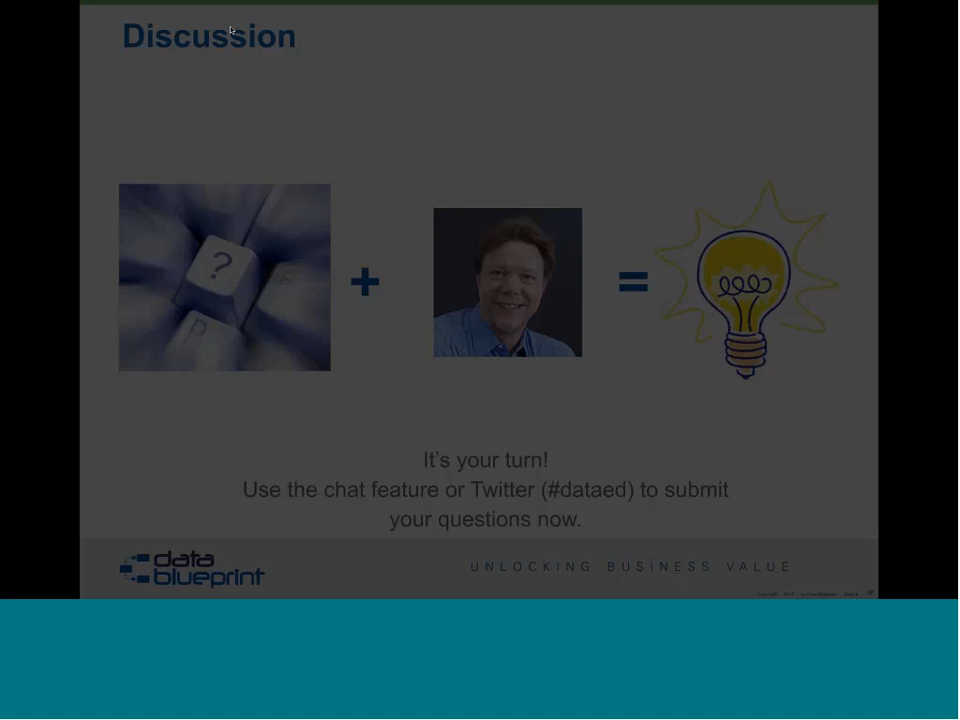 Discussion
?
+
=
It's your turn!
Use the chat feature or Twitter (#dataed) to submit
your questions now.
data
blueprint
UNLOCKING BUSINESS VALUE
Copyright